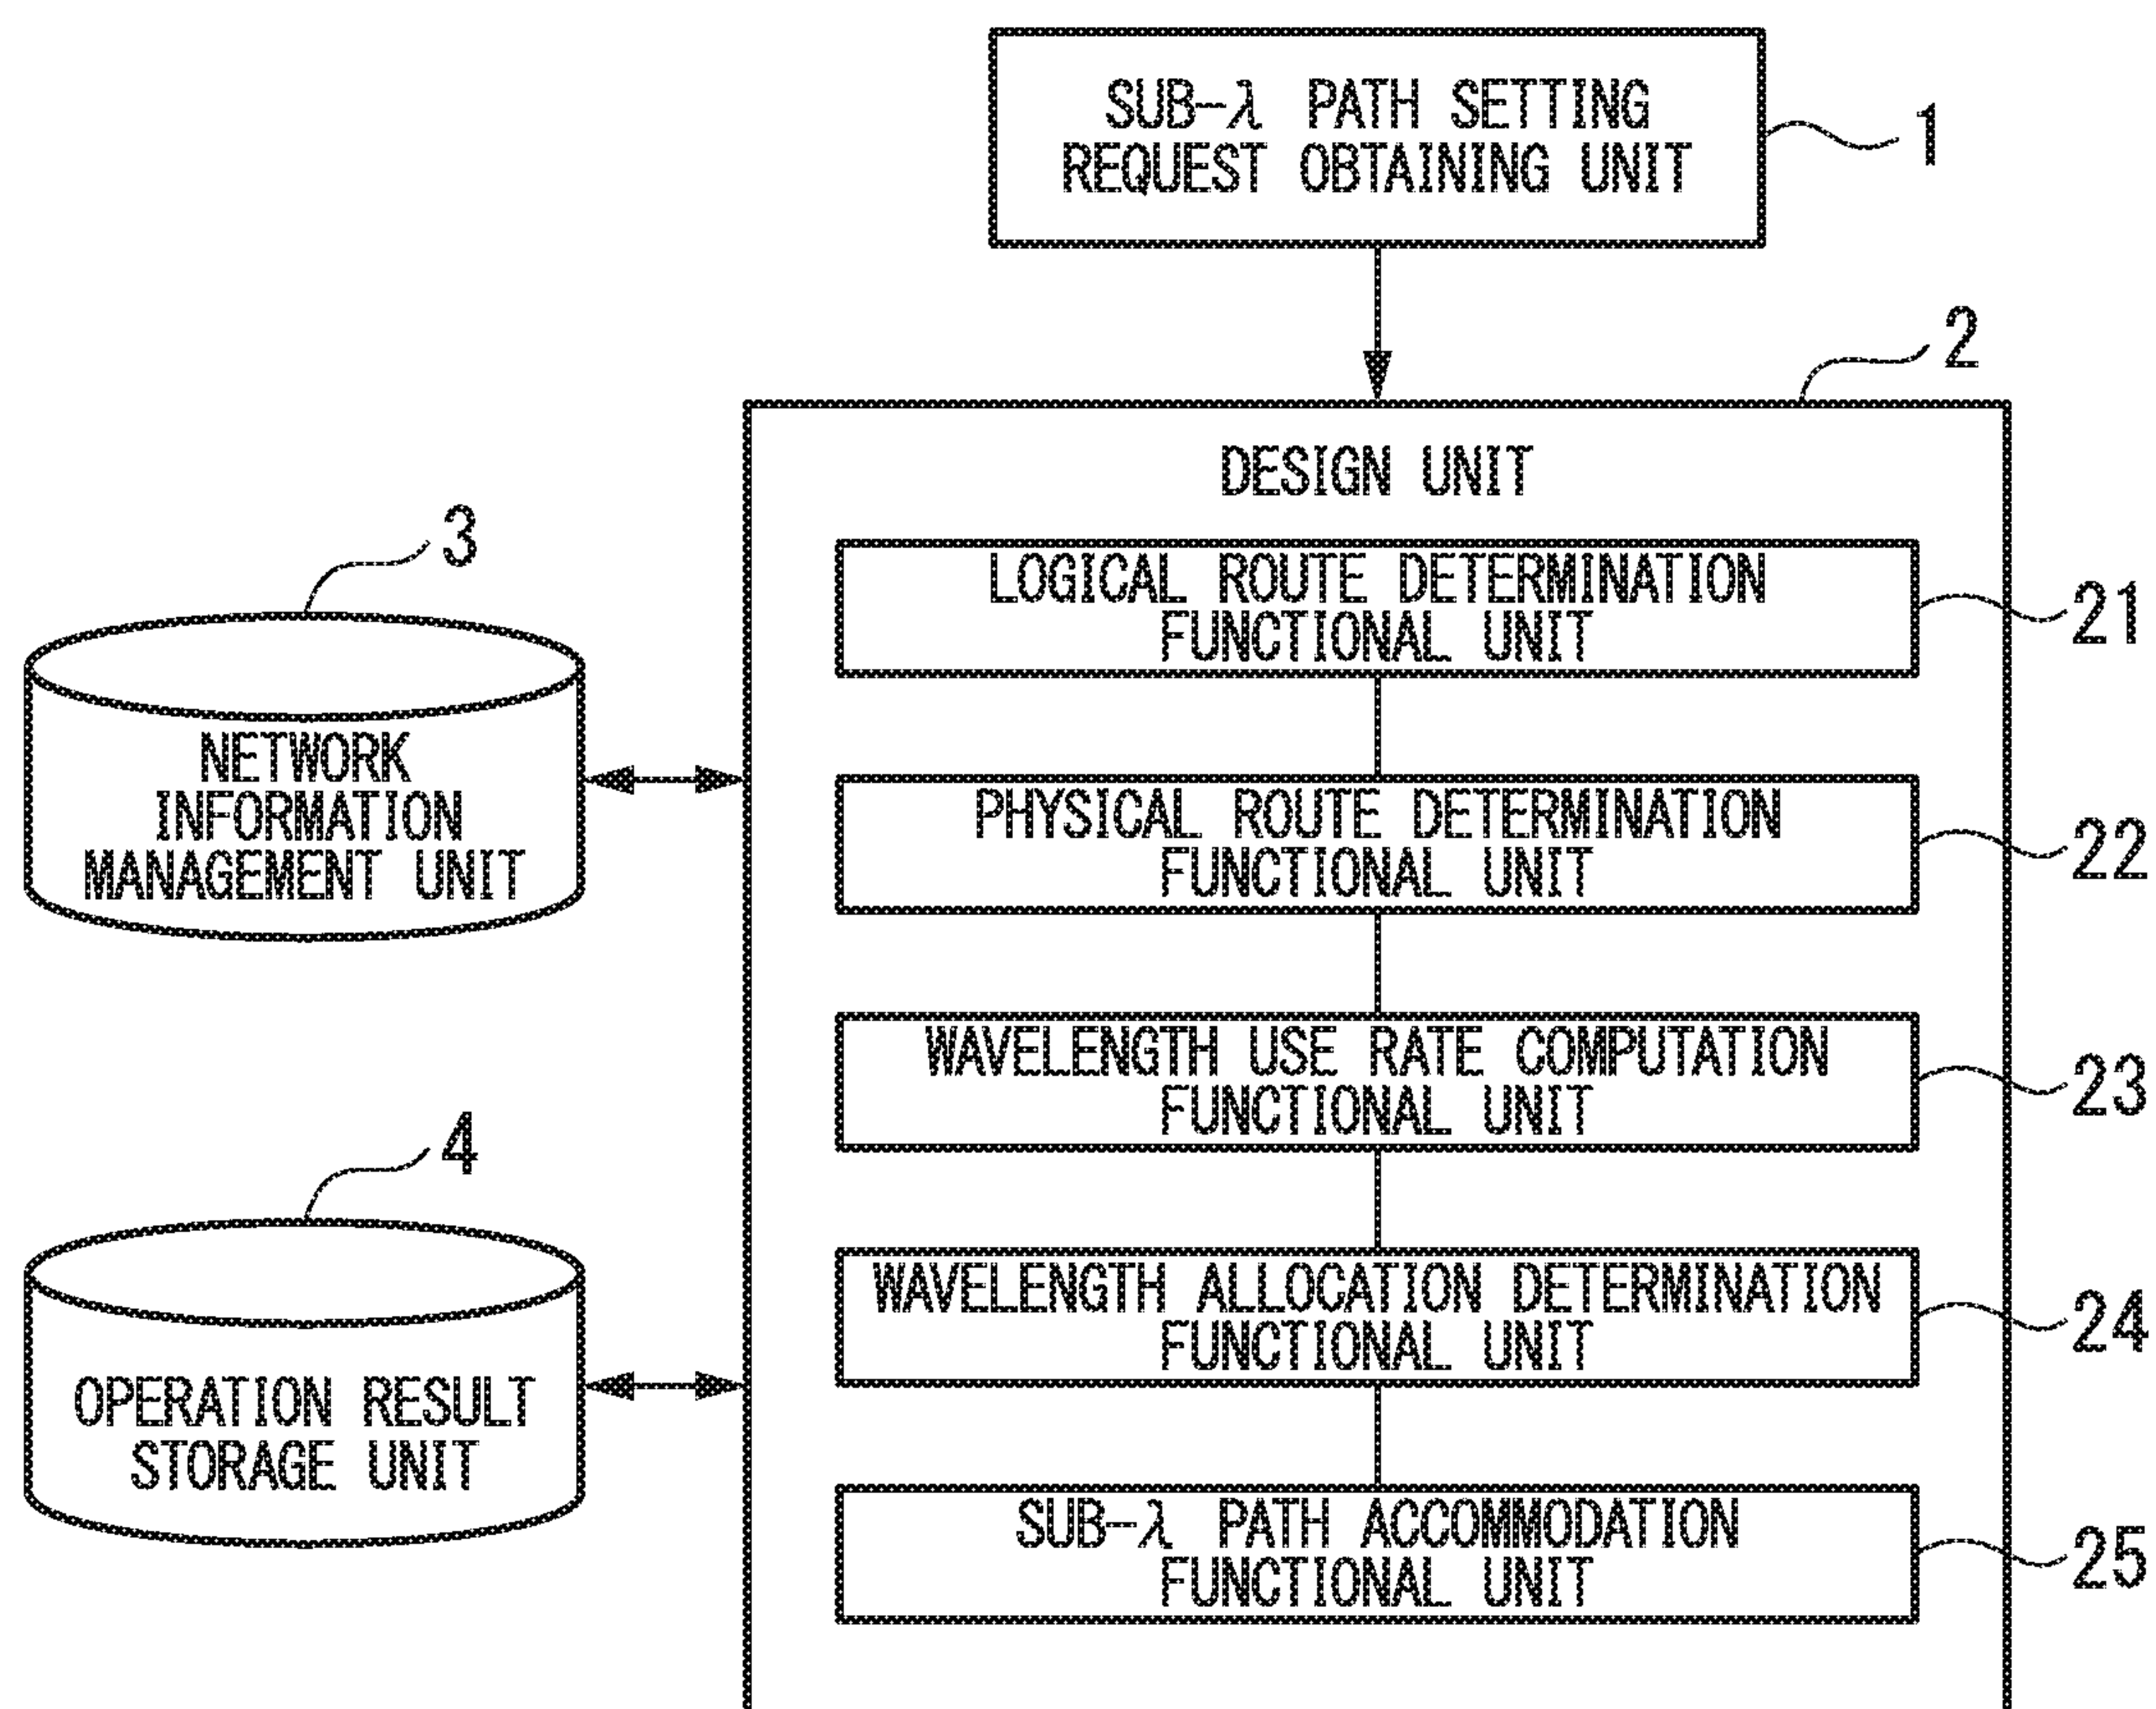 SUB-λ PATH SETTING
REQUEST OBTAINING UNIT
1
2
DESIGN UNIT
3
NETWORK
INFORMATION
MANAGEMENT UNIT
4
OPERATION RESULT
STORAGE UNIT
LOGICAL ROUTE DETERMINATION
FUNCTIONAL UNIT
21
PHYSICAL ROUTE DETERMINATION
FUNCTIONAL UNIT
22
WAVELENGTH USE RATE COMPUTATION
FUNCTIONAL UNIT
23
WAVELENGTH ALLOCATION DETERMINATION
FUNCTIONAL UNIT
24
SUB-λ PATH ACCOMMODATION
FUNCTIONAL UNIT
25